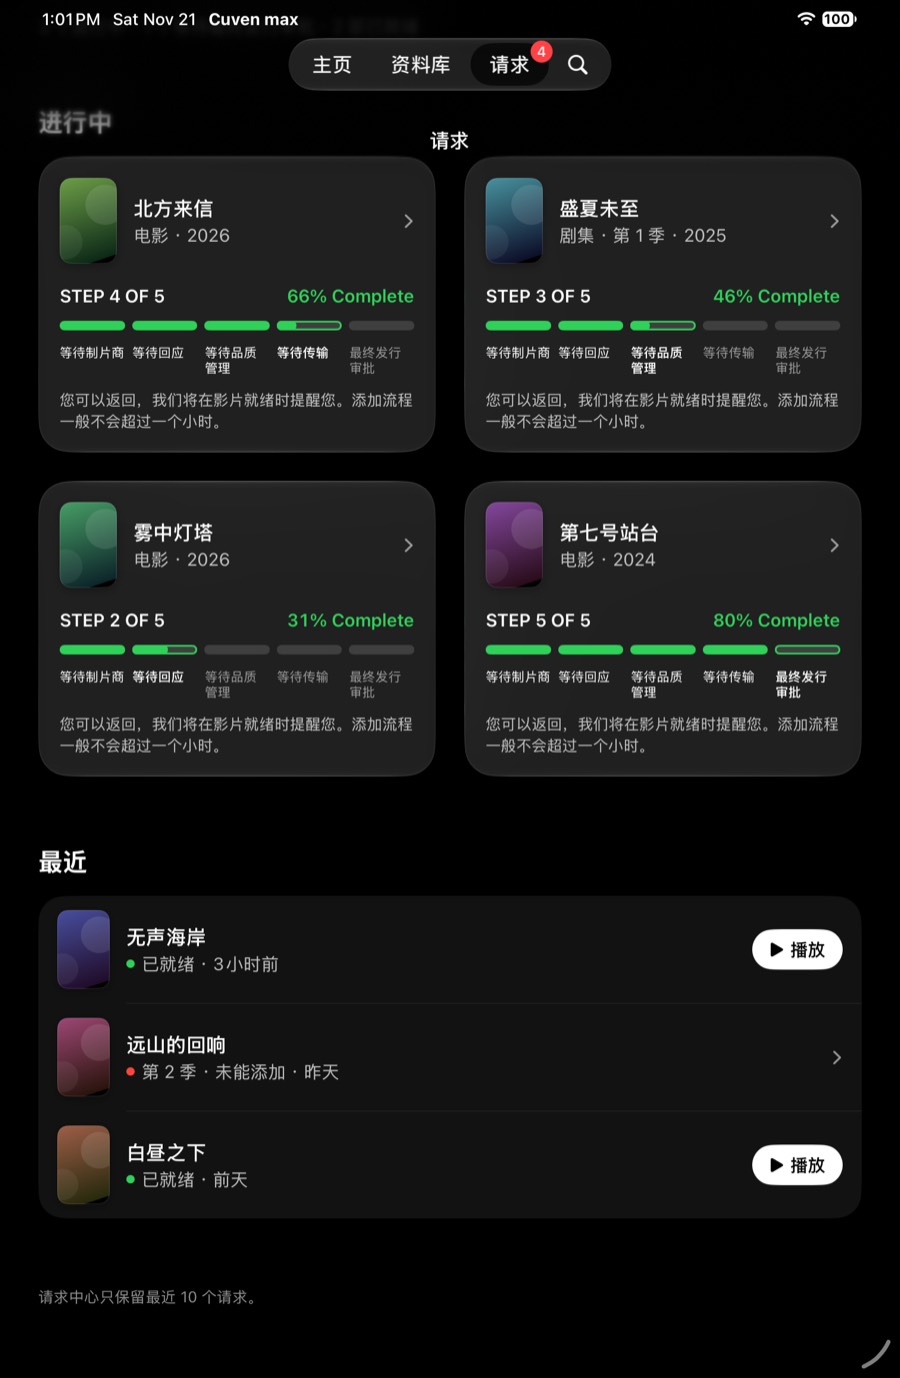 1:01PM Sat Nov 21 Cuven max
100
主页 资料库 请求 4
进行中
请求
北方来信
电影 · 2026
STEP 4 OF 5 66% Complete
等待制片商 等待回应 等待品质管理 等待传输 最终发行审批
您可以返回，我们将在影片就绪时提醒您。添加流程
一般不会超过一个小时。
盛夏未至
剧集 · 第 1 季 · 2025
STEP 3 OF 5 46% Complete
等待制片商 等待回应 等待品质管理 等待传输 最终发行审批
您可以返回，我们将在影片就绪时提醒您。添加流程
一般不会超过一个小时。
雾中灯塔
电影 · 2026
STEP 2 OF 5 31% Complete
等待制片商 等待回应 等待品质管理 等待传输 最终发行审批
您可以返回，我们将在影片就绪时提醒您。添加流程
一般不会超过一个小时。
第七号站台
电影 · 2024
STEP 5 OF 5 80% Complete
等待制片商 等待回应 等待品质管理 等待传输 最终发行审批
您可以返回，我们将在影片就绪时提醒您。添加流程
一般不会超过一个小时。
最近
无声海岸
已就绪 · 3小时前
播放
远山的回响
第 2 季 · 未能添加 · 昨天
白昼之下
已就绪 · 前天
播放
请求中心只保留最近 10 个请求。